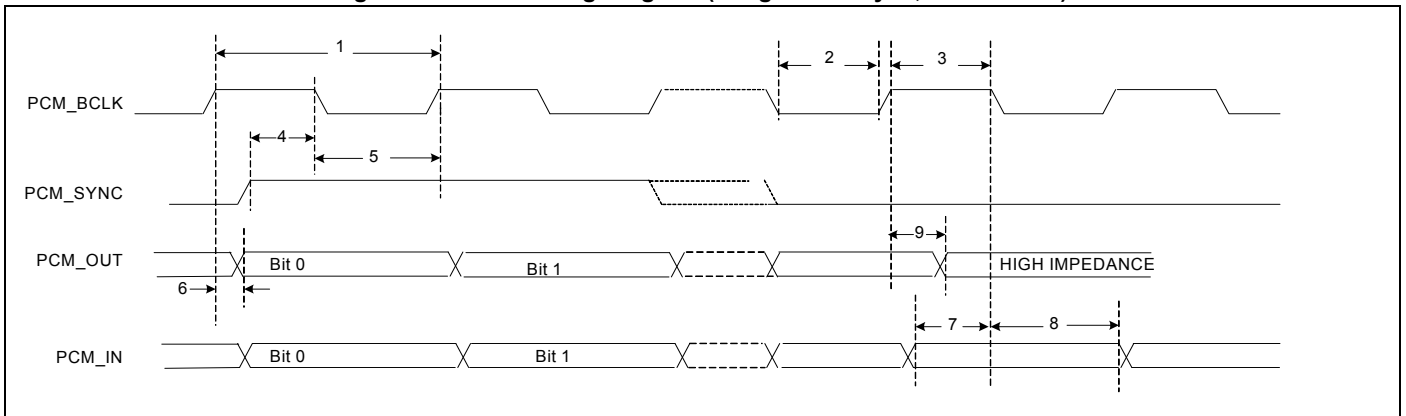 1
2
3
PCM_BCLK
4
5
PCM_SYNC
9
PCM_OUT
Bit 0
Bit 1
HIGH IMPEDANCE
6
7
8
PCM_IN
Bit 0
Bit 1